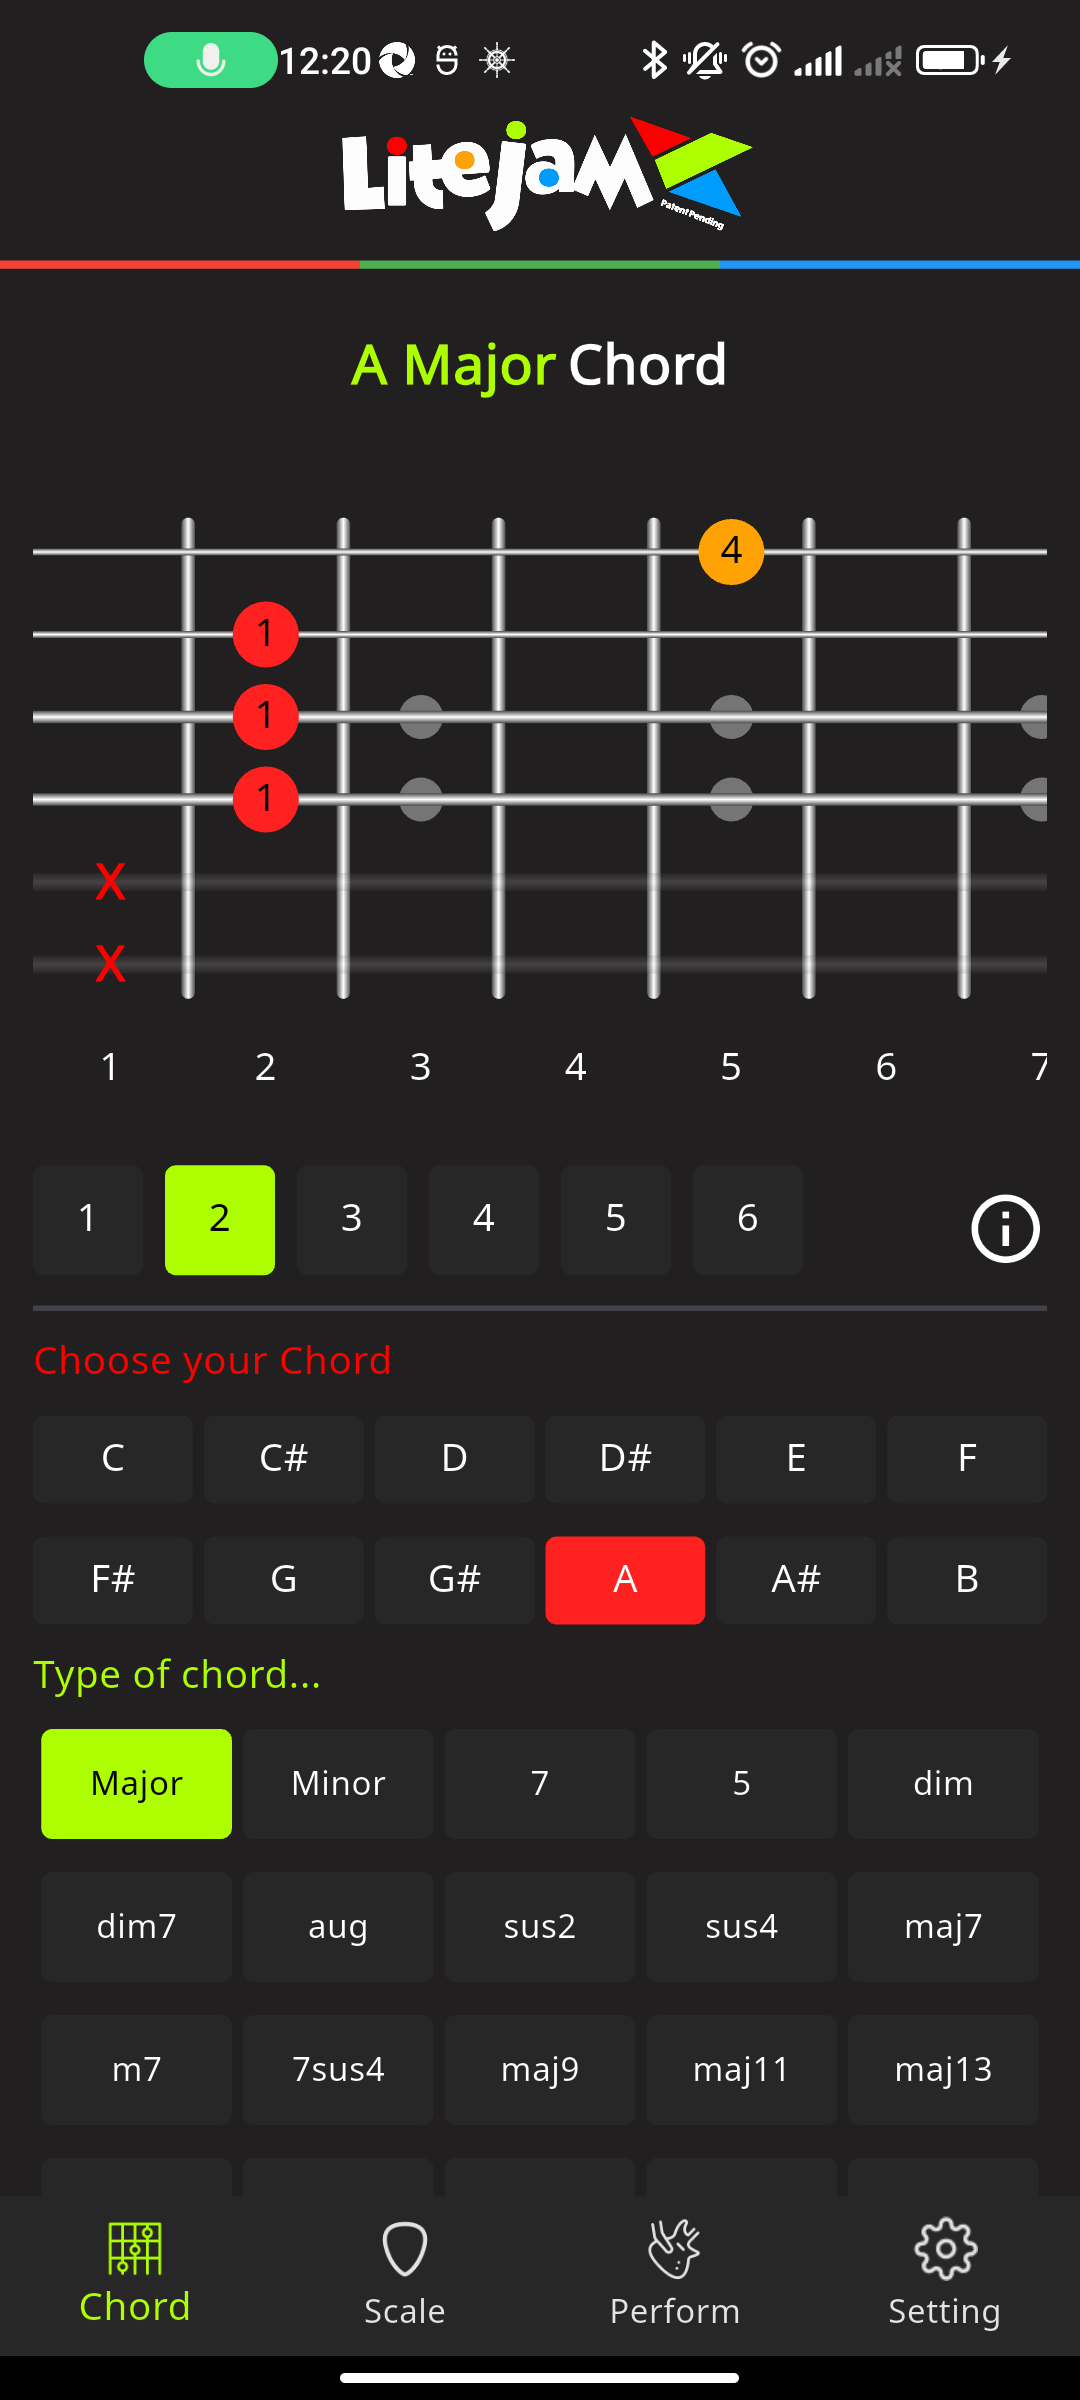 12:20
LiteJam
Patent Pending
A Major Chord
4
1
1
1
X
X
1 2 3 4 5 6 7
1 2 3 4 5 6
Choose your Chord
C C# D D# E F
F# G G# A A# B
Type of chord...
Major Minor 7 5 dim
dim7 aug sus2 sus4 maj7
m7 7sus4 maj9 maj11 maj13
Chord Scale Perform Setting